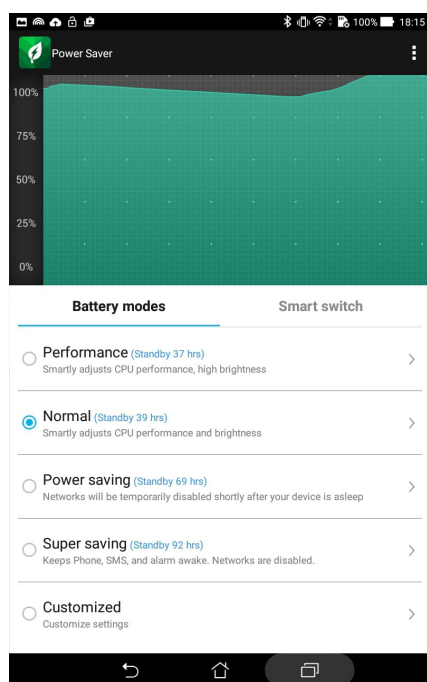 100% 18:15
Power Saver
100%
75%
50%
25%
0%
Battery modes Smart switch
Performance (Standby 37 hrs)
Smartly adjusts CPU performance, high brightness
Normal (Standby 39 hrs)
Smartly adjusts CPU performance and brightness
Power saving (Standby 69 hrs)
Networks will be temporarily disabled shortly after your device is asleep
Super saving (Standby 92 hrs)
Keeps Phone, SMS, and alarm awake. Networks are disabled.
Customized
Customize settings